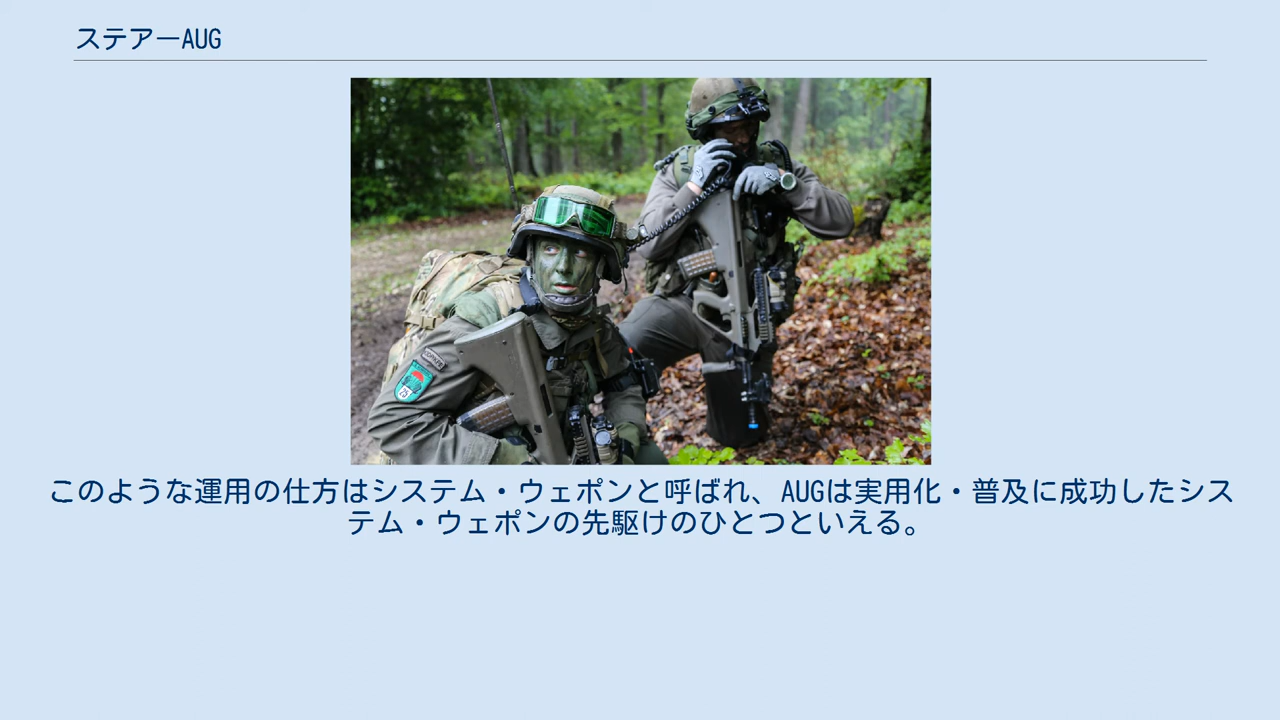 ステアーAUG
25
このような運用の仕方はシステム・ウェポンと呼ばれ、AUGは実用化・普及に成功したシス
テム・ウェポンの先駆けのひとつといえる。